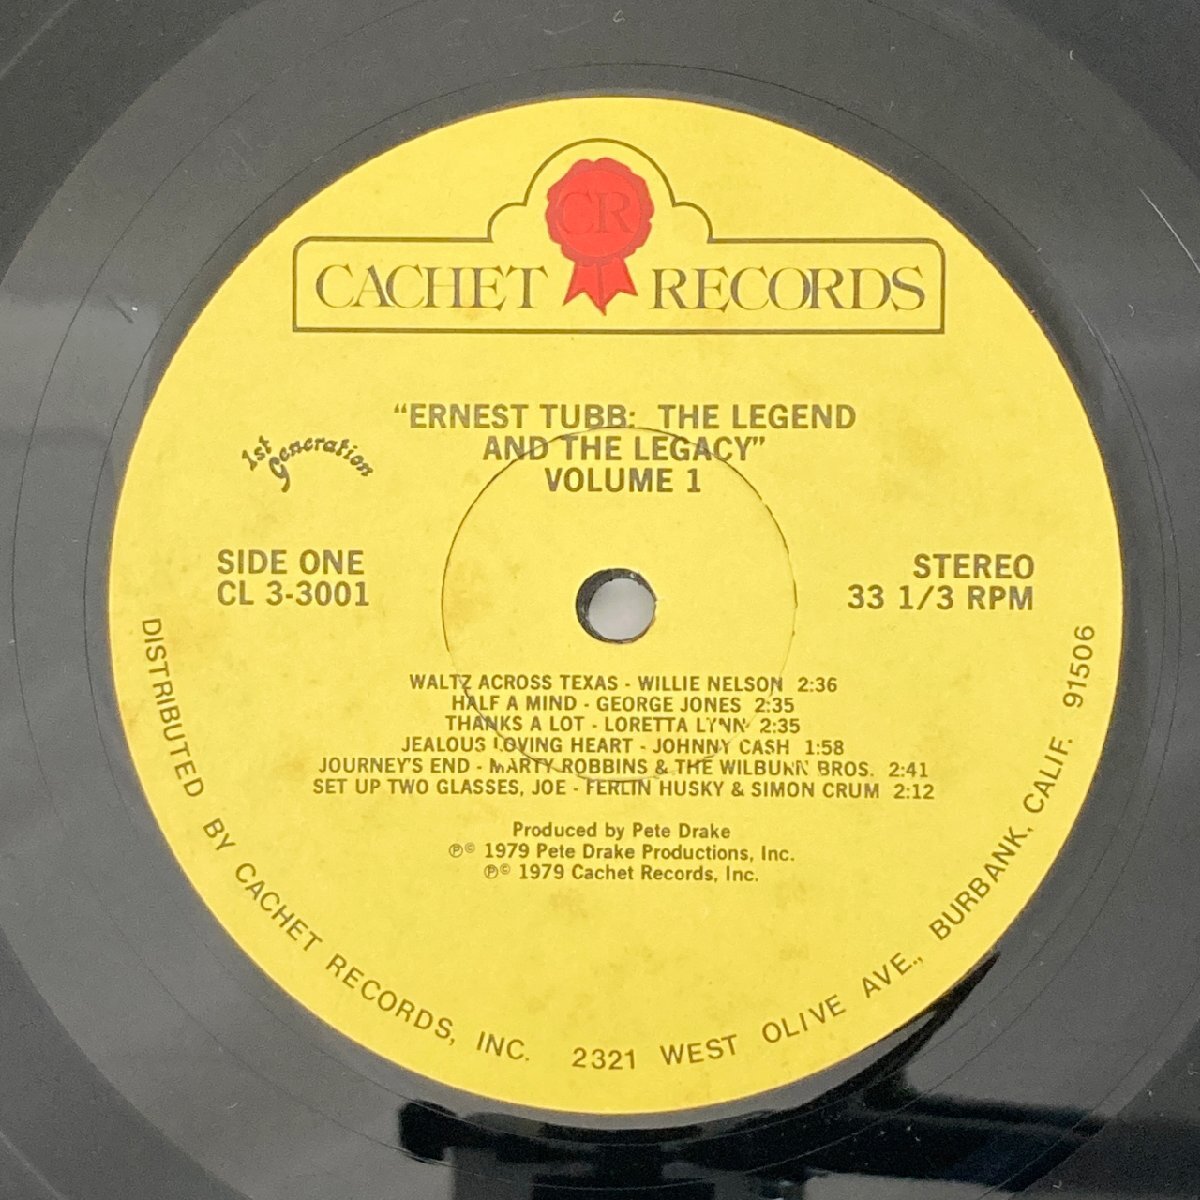 CR
CACHET RECORDS
"ERNEST TUBB: THE LEGEND
AND THE LEGACY"
VOLUME 1
1st
Generation
SIDE ONE
CL 3-3001
STEREO
33 1/3 RPM
WALTZ ACROSS TEXAS - WILLIE NELSON 2:36
HALF A MIND - GEORGE JONES 2:35
THANKS A LOT - LORETTA LYNN 2:35
JEALOUS LOVING HEART - JOHNNY CASH 1:58
JOURNEY'S END - MARTY ROBBINS & THE WILBURN BROS. 2:41
SET UP TWO GLASSES, JOE - FERLIN HUSKY & SIMON CRUM 2:12
Produced by Pete Drake
℗© 1979 Pete Drake Productions, Inc.
℗© 1979 Cachet Records, Inc.
DISTRIBUTED BY CACHET RECORDS, INC. 2321 WEST OLIVE AVE., BURBANK, CALIF. 91506